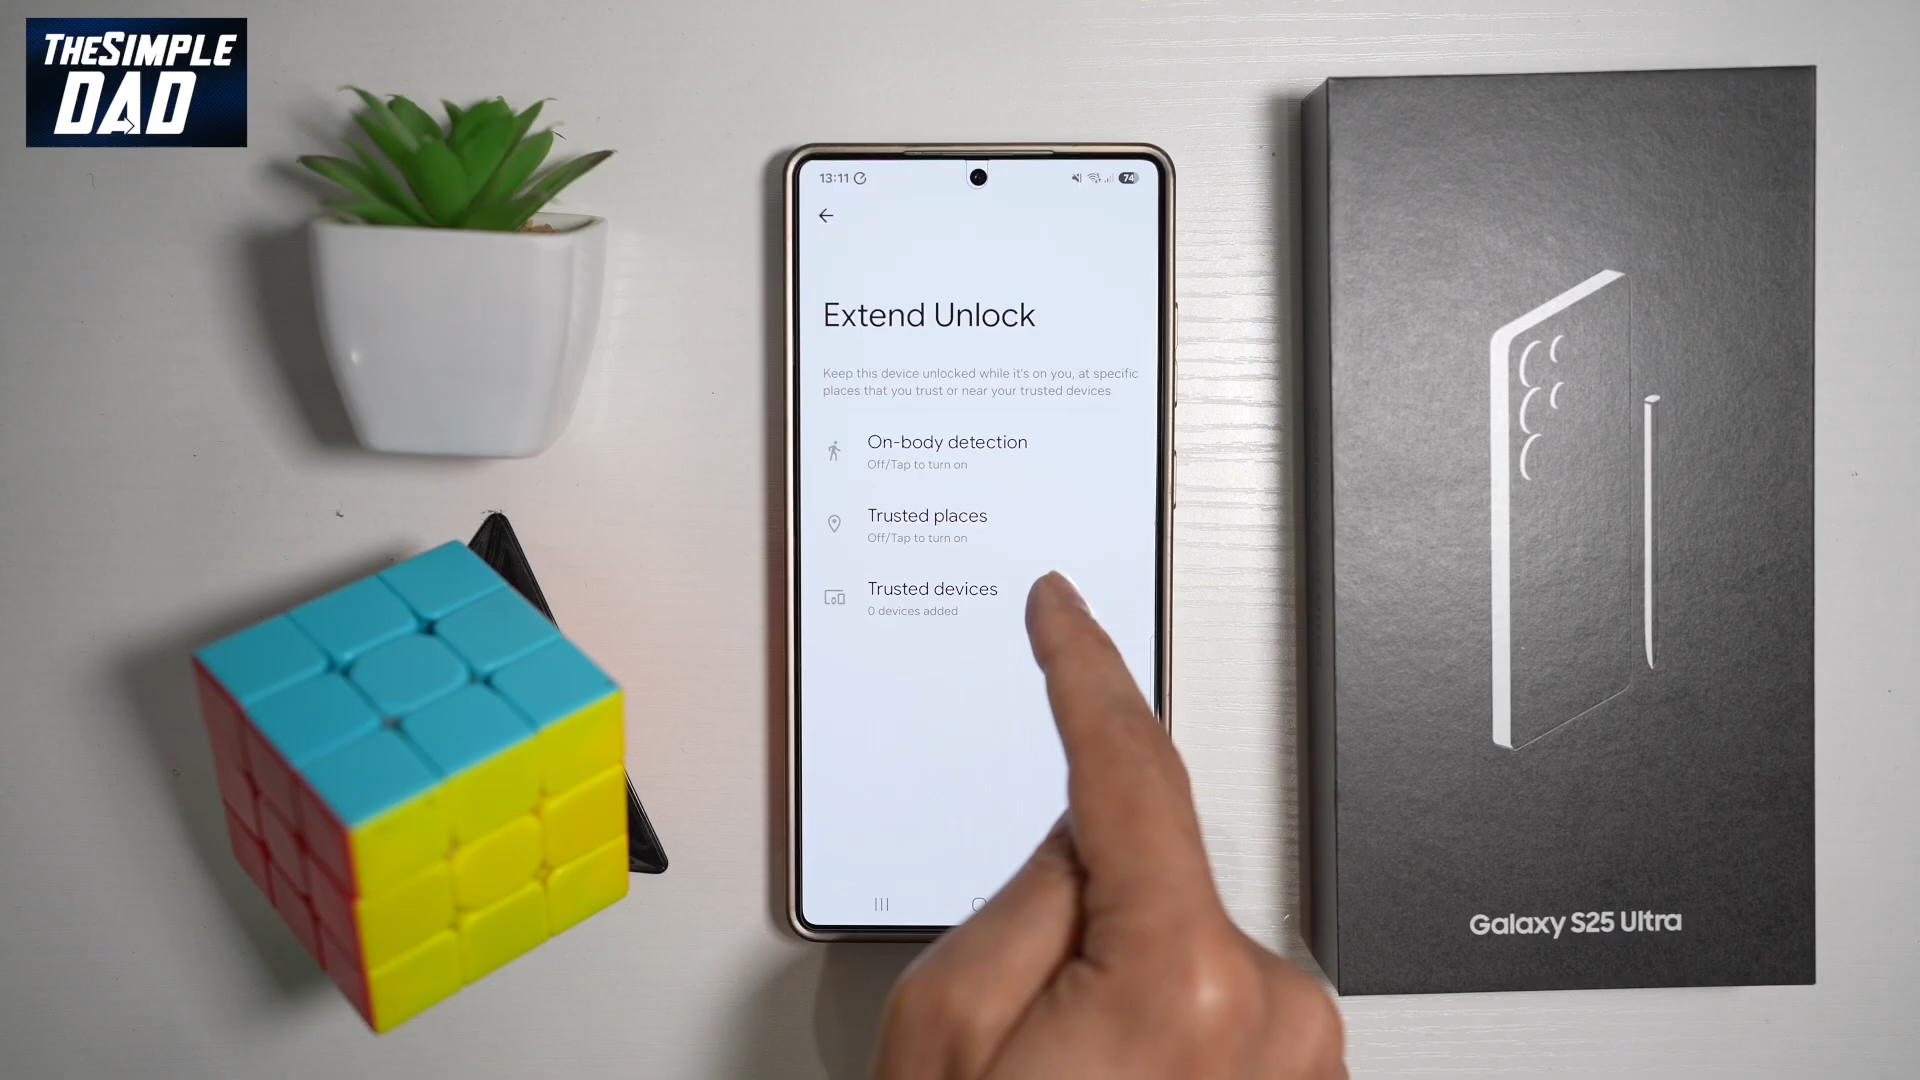 THESIMPLE
DAD
13:11
74
Extend Unlock
Keep this device unlocked while it's on you, at specific
places that you trust or near your trusted devices
On-body detection
Off/Tap to turn on
Trusted places
Off/Tap to turn on
Trusted devices
0 devices added
Galaxy S25 Ultra